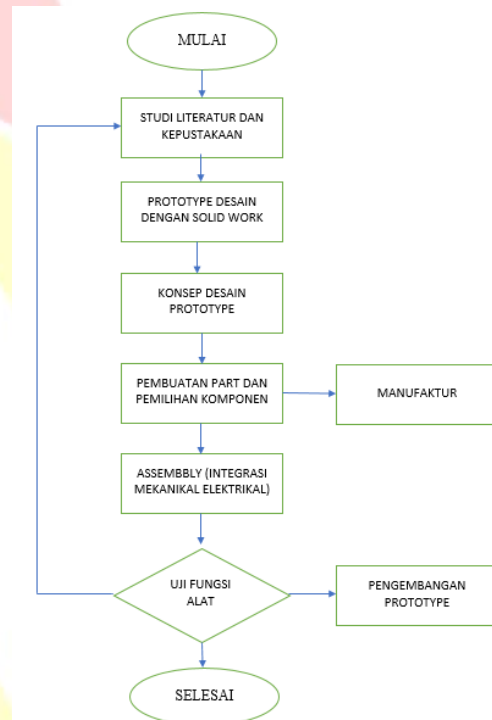 MULAI
STUDI LITERATUR DAN
KEPUSTAKAAN
PROTOTYPE DESAIN
DENGAN SOLID WORK
KONSEP DESAIN
PROTOTYPE
PEMBUATAN PART DAN
PEMILIHAN KOMPONEN
MANUFAKTUR
ASSEMBBLY (INTEGRASI
MEKANIKAL ELEKTRIKAL)
UJI FUNGSI
ALAT
PENGEMBANGAN
PROTOTYPE
SELESAI